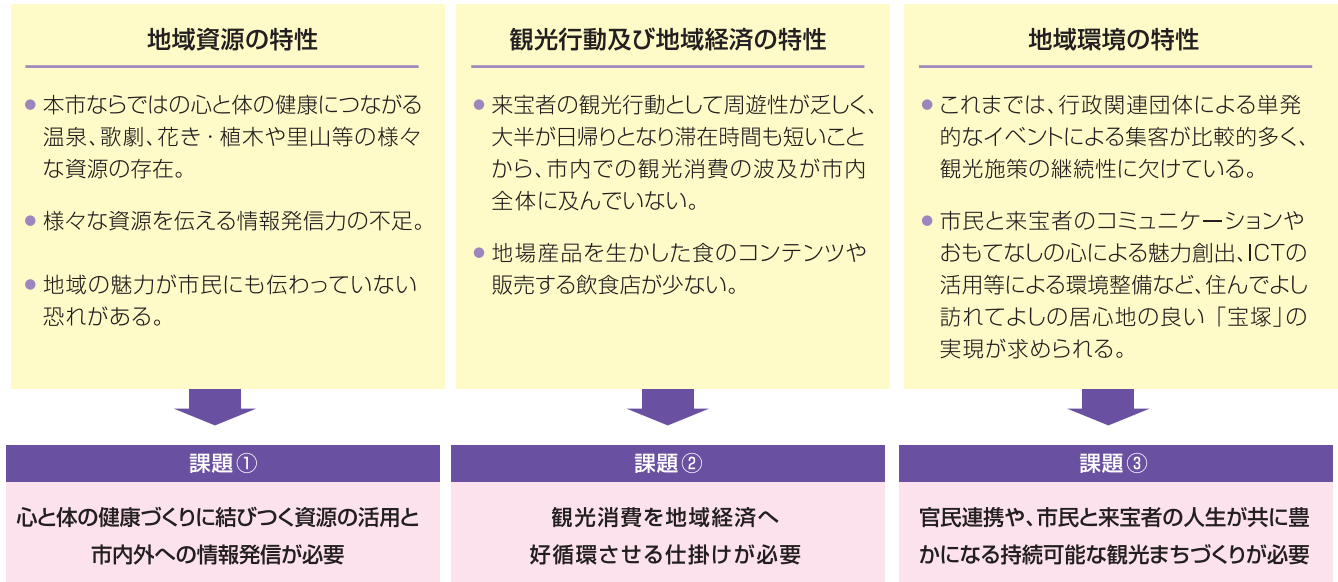 地域資源の特性
● 本市ならではの心と体の健康につながる
温泉、歌劇、花き・植木や里山等の様々
な資源の存在。
● 様々な資源を伝える情報発信力の不足。
● 地域の魅力が市民にも伝わっていない
恐れがある。
課題①
心と体の健康づくりに結びつく資源の活用と
市内外への情報発信が必要
観光行動及び地域経済の特性
● 来宝者の観光行動として周遊性が乏しく、
大半が日帰りとなり滞在時間も短いこと
から、市内での観光消費の波及が市内
全体に及んでいない。
● 地場産品を生かした食のコンテンツや
販売する飲食店が少ない。
課題②
観光消費を地域経済へ
好循環させる仕掛けが必要
地域環境の特性
● これまでは、行政関連団体による単発
的なイベントによる集客が比較的多く、
観光施策の継続性に欠けている。
● 市民と来宝者のコミュニケーションや
おもてなしの心による魅力創出、ICTの
活用等による環境整備など、住んでよし
訪れてよしの居心地の良い「宝塚」の
実現が求められる。
課題③
官民連携や、市民と来宝者の人生が共に豊
かになる持続可能な観光まちづくりが必要